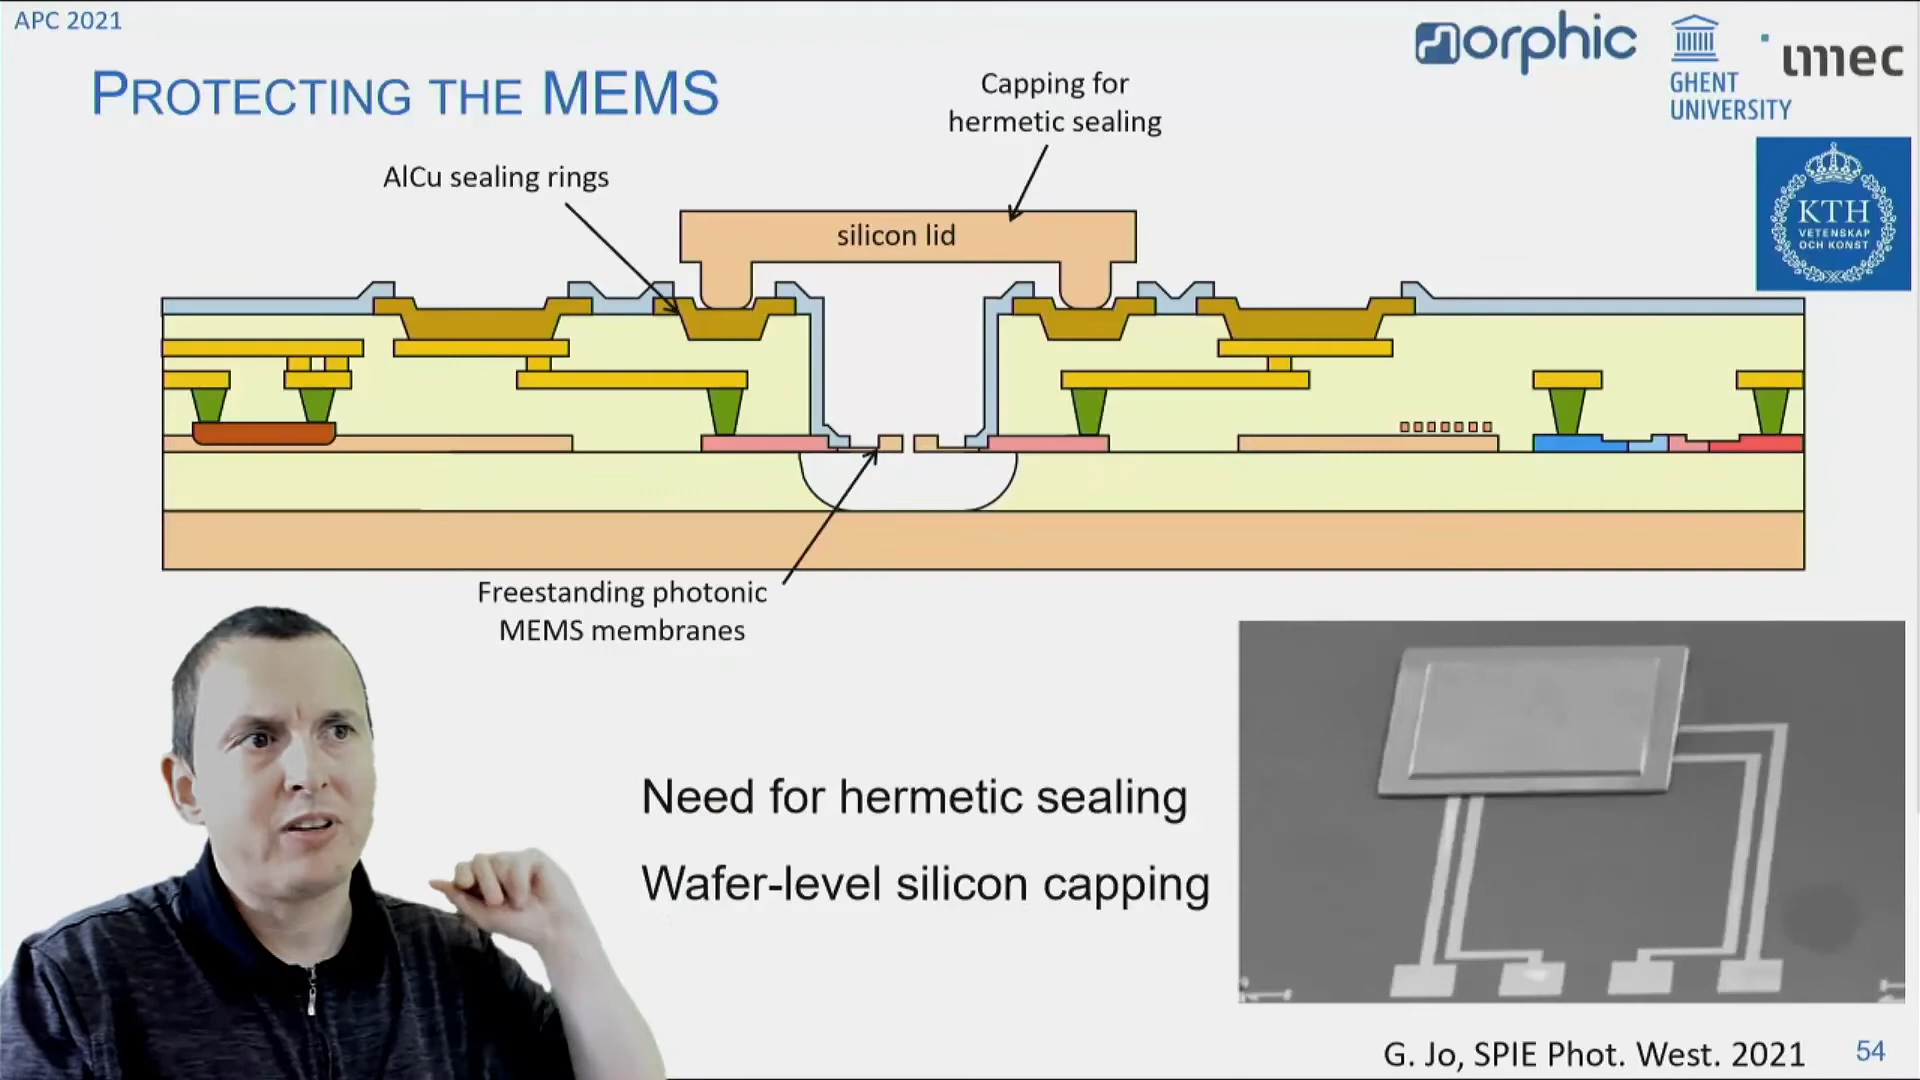 APC 2021
PROTECTING THE MEMS
morphic
GHENT
UNIVERSITY
imec
KTH
VETENSKAP
OCH KONST
Capping for
hermetic sealing
AlCu sealing rings
silicon lid
Freestanding photonic
MEMS membranes
Need for hermetic sealing
Wafer-level silicon capping
G. Jo, SPIE Phot. West. 2021
54